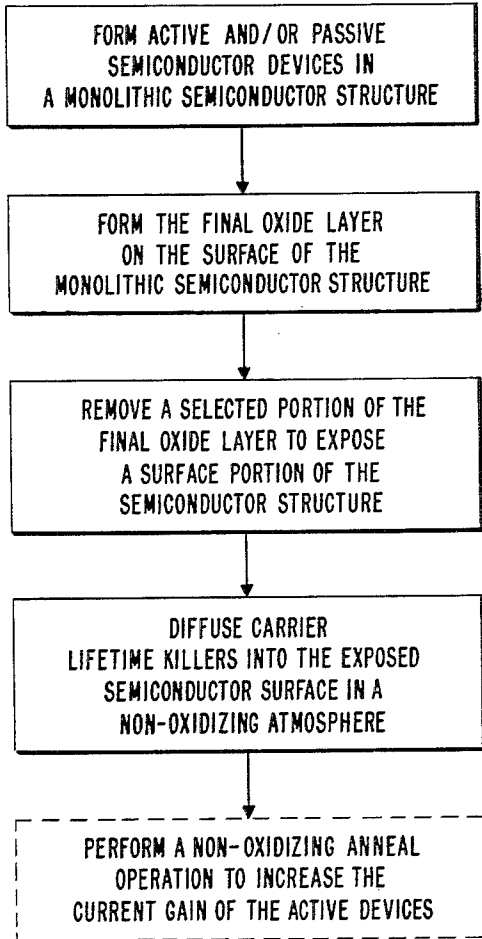 FORM ACTIVE AND/OR PASSIVE
SEMICONDUCTOR DEVICES IN
A MONOLITHIC SEMICONDUCTOR STRUCTURE
FORM THE FINAL OXIDE LAYER
ON THE SURFACE OF THE
MONOLITHIC SEMICONDUCTOR STRUCTURE
REMOVE A SELECTED PORTION OF THE
FINAL OXIDE LAYER TO EXPOSE
A SURFACE PORTION OF THE
SEMICONDUCTOR STRUCTURE
DIFFUSE CARRIER
LIFETIME KILLERS INTO THE EXPOSED
SEMICONDUCTOR SURFACE IN A
NON-OXIDIZING ATMOSPHERE
PERFORM A NON-OXIDIZING ANNEAL
OPERATION TO INCREASE THE
CURRENT GAIN OF THE ACTIVE DEVICES